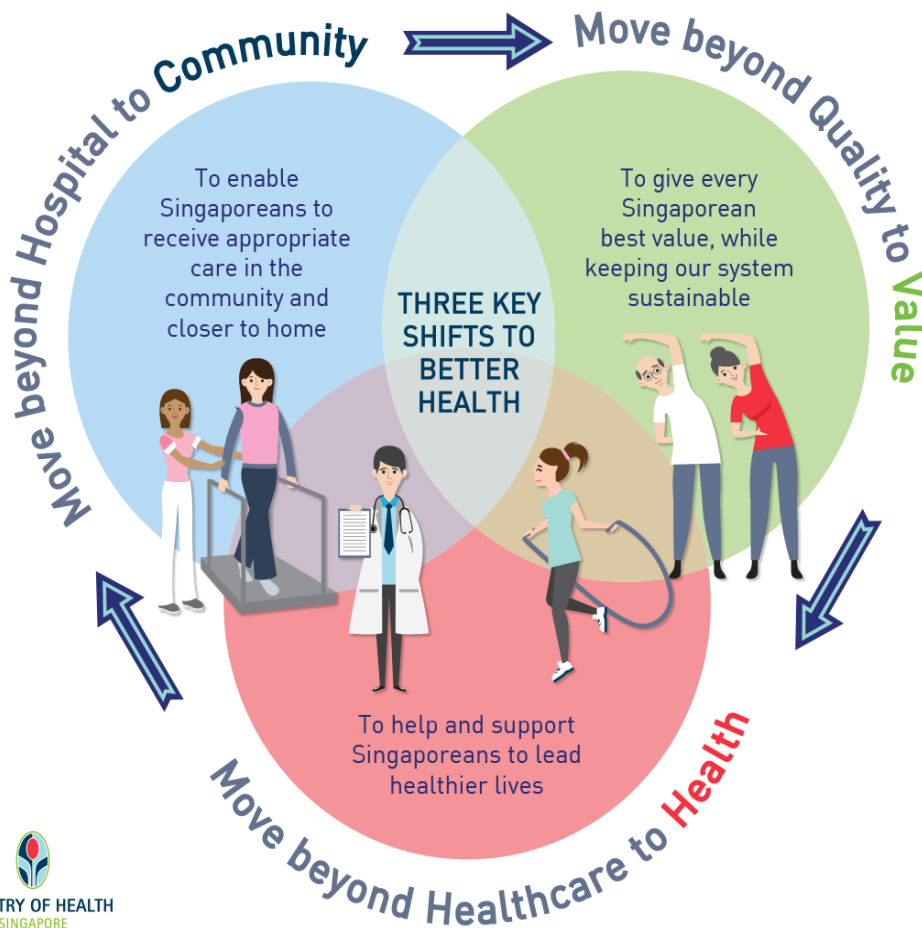 Move beyond Hospital to Community
Move beyond Quality to Value
To enable
Singaporeans to
receive appropriate
care in the
community and
closer to home
To give every
Singaporean
best value, while
keeping our system
sustainable
THREE KEY
SHIFTS TO
BETTER
HEALTH
To help and support
Singaporeans to lead
healthier lives
Move beyond Healthcare to Health
TRY OF HEALTH
SINGAPORE